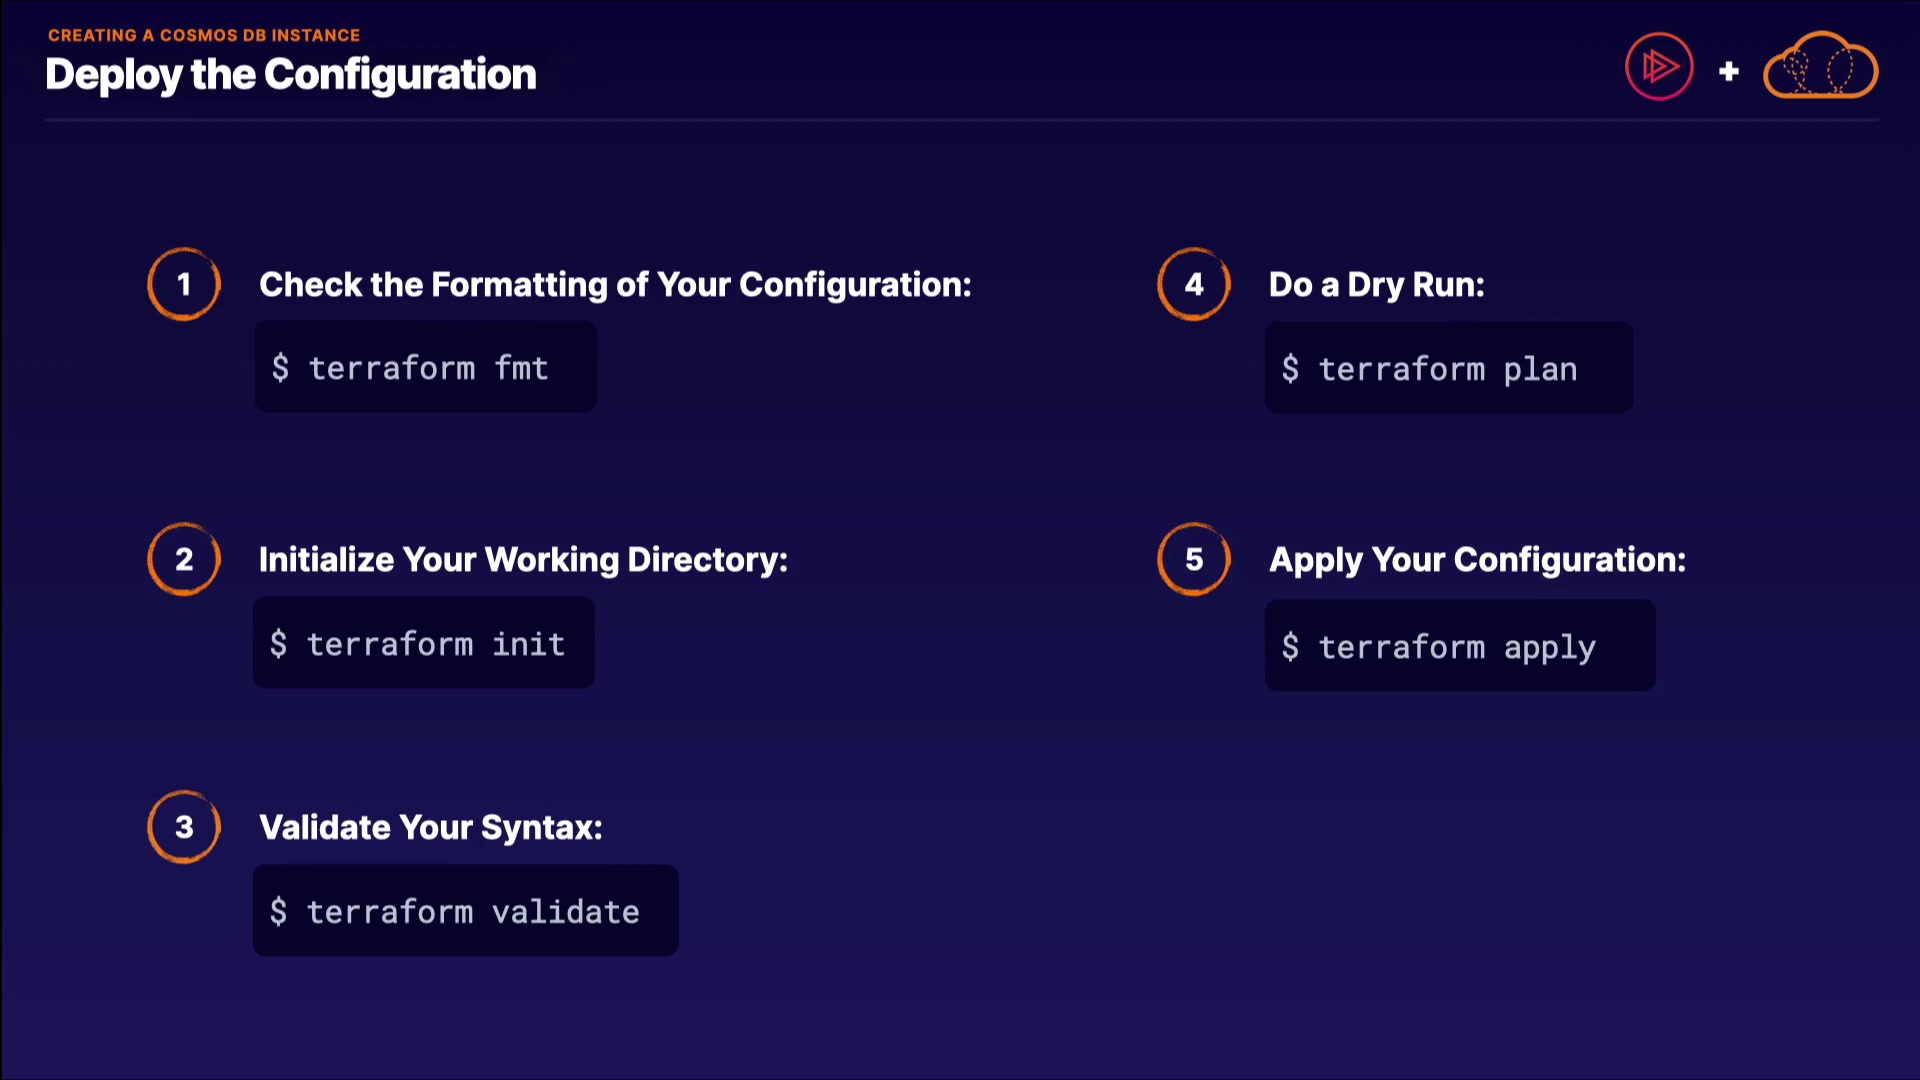 CREATING A COSMOS DB INSTANCE
Deploy the Configuration
+
1
Check the Formatting of Your Configuration:
$ terraform fmt
2
Initialize Your Working Directory:
$ terraform init
3
Validate Your Syntax:
$ terraform validate
4
Do a Dry Run:
$ terraform plan
5
Apply Your Configuration:
$ terraform apply